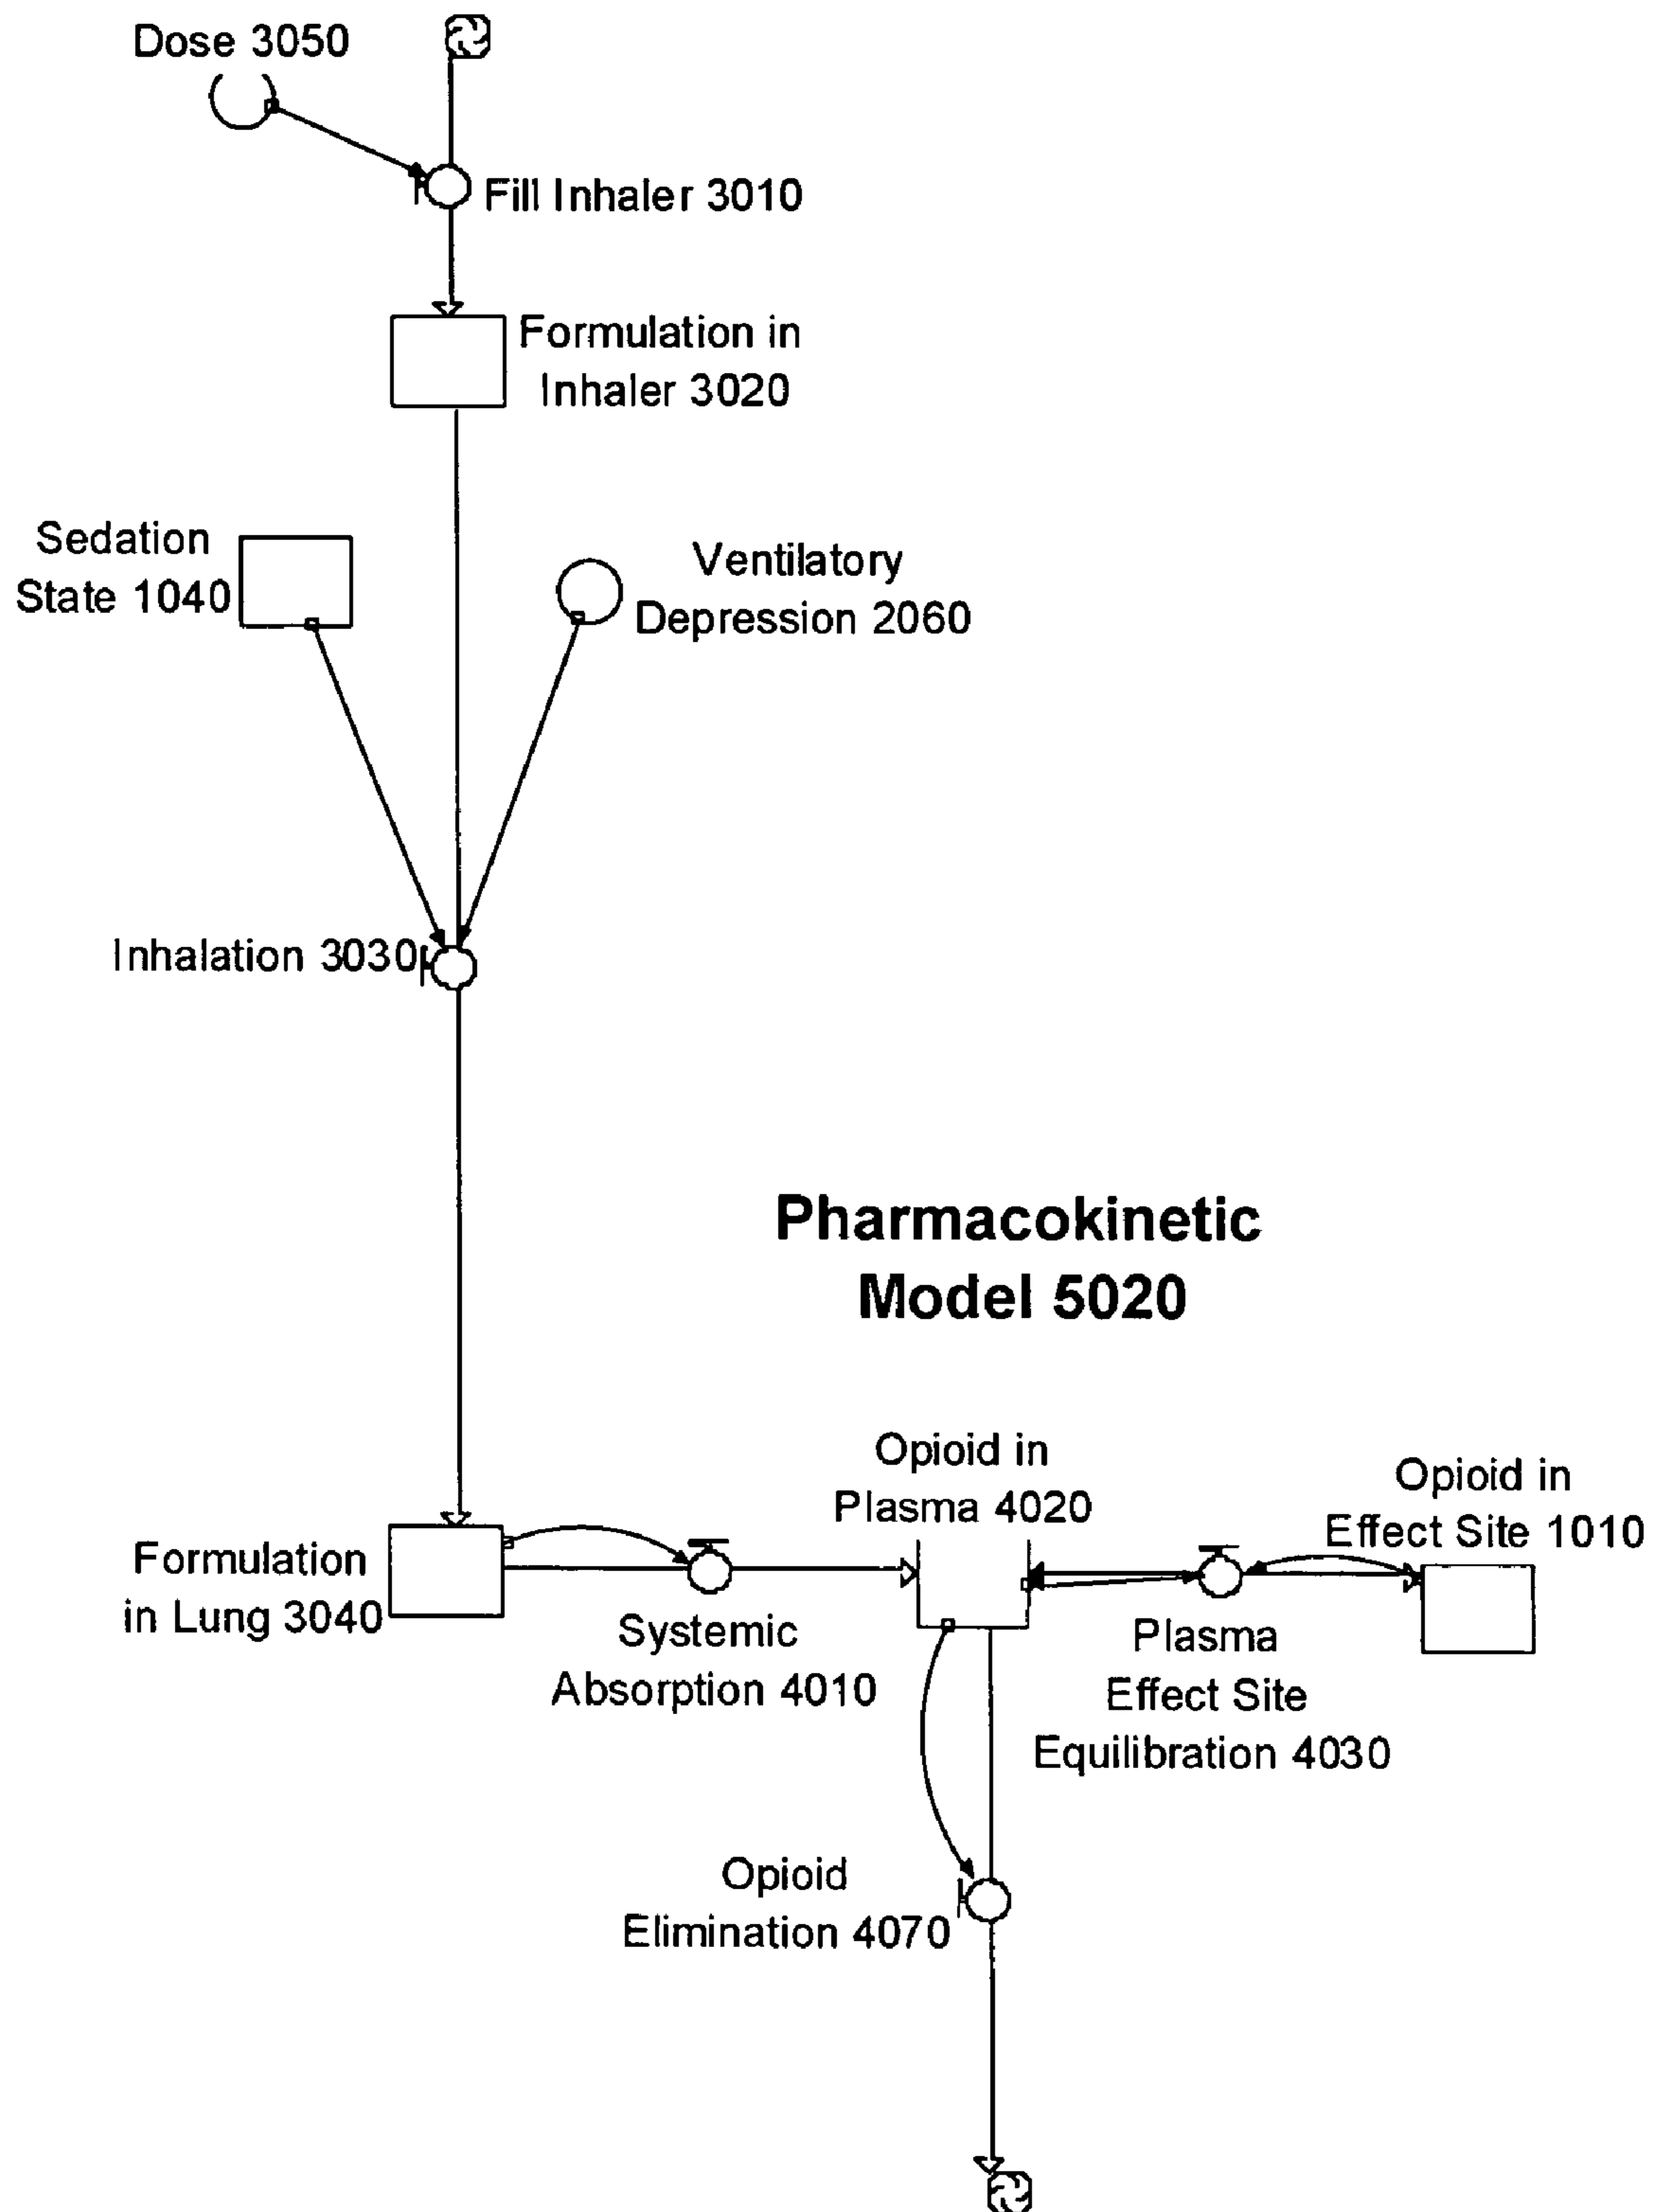 Dose 3050
Fill Inhaler 3010
Formulation in
Inhaler 3020
Sedation
State 1040
Ventilatory
Depression 2060
Inhalation 3030
Pharmacokinetic
Model 5020
Opioid in
Plasma 4020
Opioid in
Effect Site 1010
Formulation
in Lung 3040
Systemic
Absorption 4010
Plasma
Effect Site
Equilibration 4030
Opioid
Elimination 4070